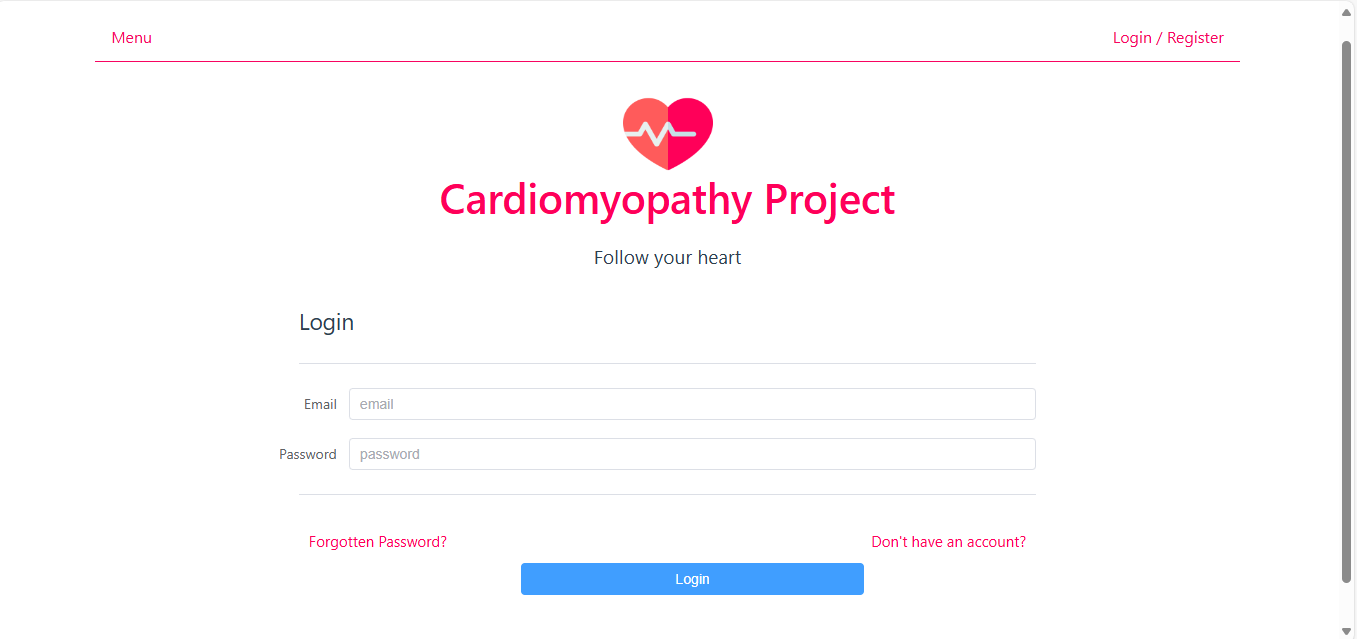 Menu Login / Register
Cardiomyopathy Project
Follow your heart
Login
Email email
Password password
Forgotten Password? Don't have an account?
Login